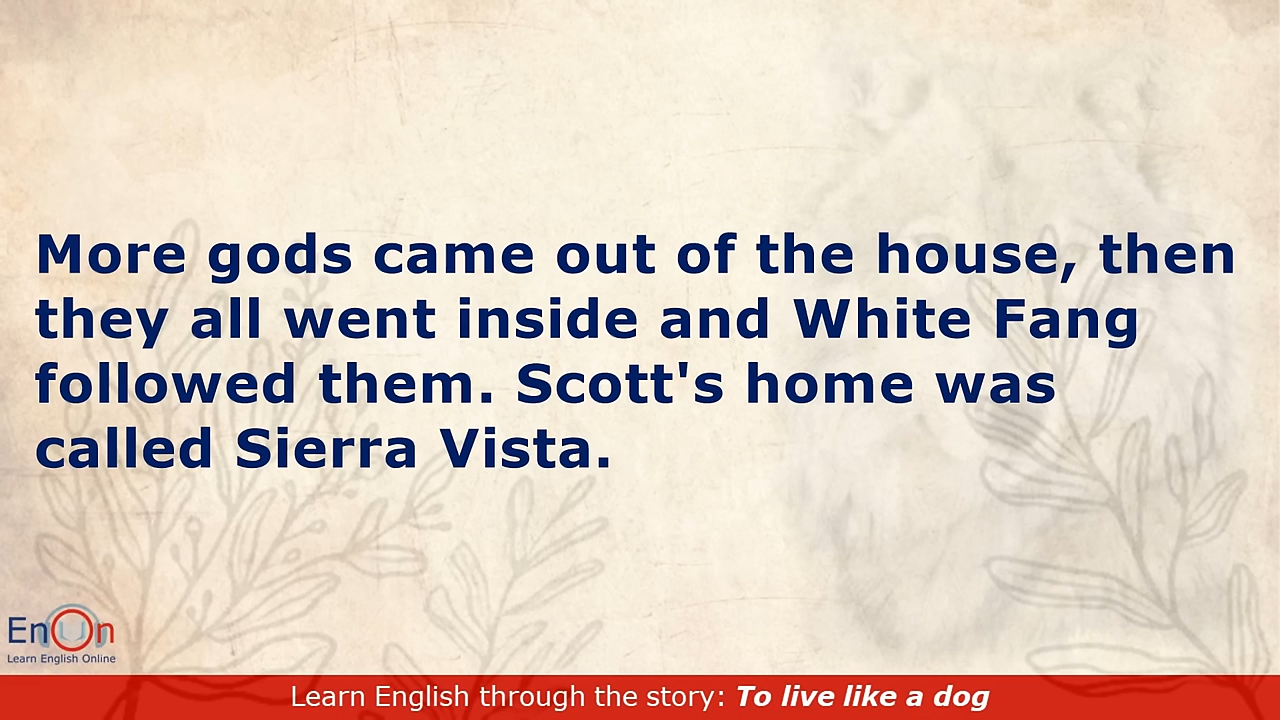 More gods came out of the house, then
they all went inside and White Fang
followed them. Scott's home was
called Sierra Vista.
EnOn
Learn English Online
Learn English through the story: To live like a dog